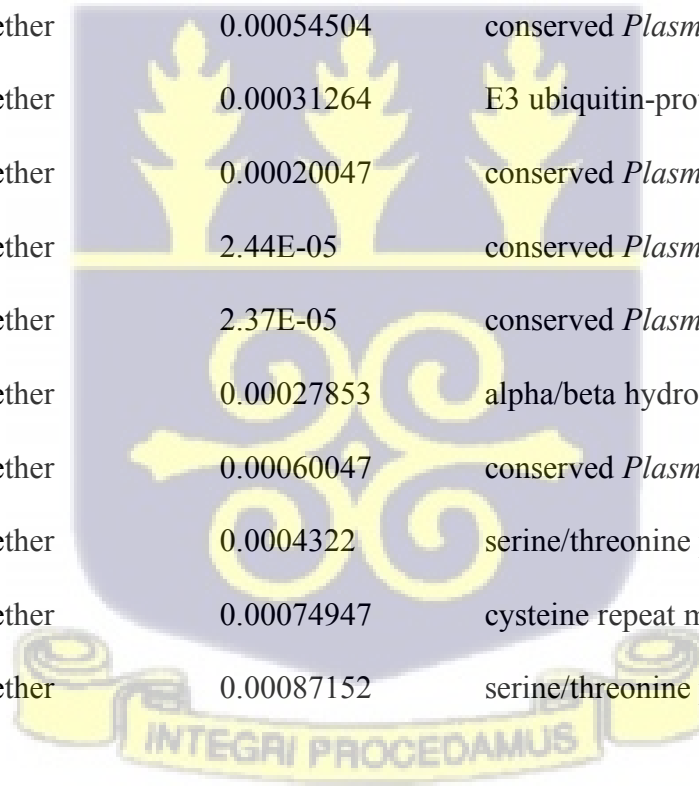 ether 0.00054504 conserved Plasm
ether 0.00031264 E3 ubiquitin-pro
ether 0.00020047 conserved Plasm
ether 2.44E-05 conserved Plasm
ether 2.37E-05 conserved Plasm
ether 0.00027853 alpha/beta hydro
ether 0.00060047 conserved Plasm
ether 0.0004322 serine/threonine
ether 0.00074947 cysteine repeat m
ether 0.00087152 serine/threonine
INTEGRI PROCEDAMUS